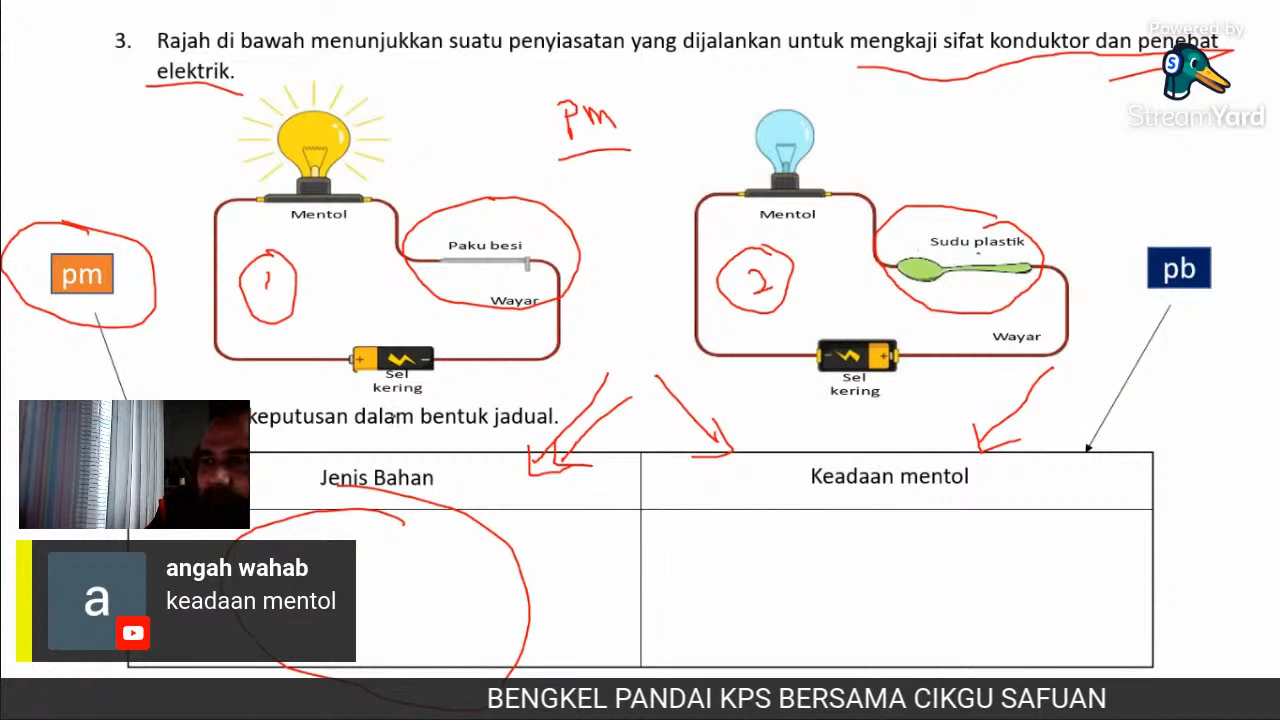 Powered by
StreamYard
3. Rajah di bawah menunjukkan suatu penyiasatan yang dijalankan untuk mengkaji sifat konduktor dan penebat
elektrik.
Pm
Mentol
Paku besi
Wayar
1
Sel
kering
Mentol
Sudu plastik
Wayar
2
Sel
kering
pm
pb
keputusan dalam bentuk jadual.
Jenis Bahan
Keadaan mentol
a
angah wahab
keadaan mentol
BENGKEL PANDAI KPS BERSAMA CIKGU SAFUAN